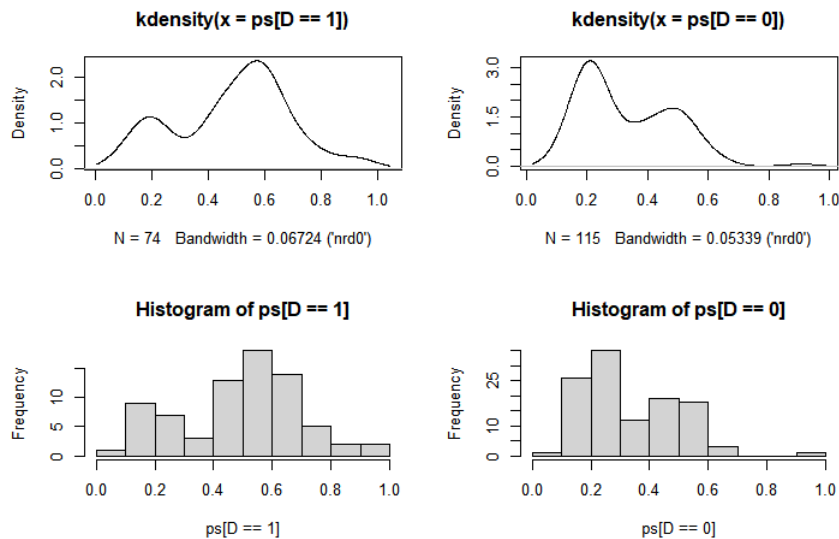 kdensity(x = ps[D == 1])
Density
0.0 1.0 2.0
0.0 0.2 0.4 0.6 0.8 1.0
N = 74 Bandwidth = 0.06724 ('nrd0')
kdensity(x = ps[D == 0])
Density
0.0 1.5 3.0
0.0 0.2 0.4 0.6 0.8 1.0
N = 115 Bandwidth = 0.05339 ('nrd0')
Histogram of ps[D == 1]
Frequency
0 5 10
0.0 0.2 0.4 0.6 0.8 1.0
ps[D == 1]
Histogram of ps[D == 0]
Frequency
0 10 25
0.0 0.2 0.4 0.6 0.8 1.0
ps[D == 0]